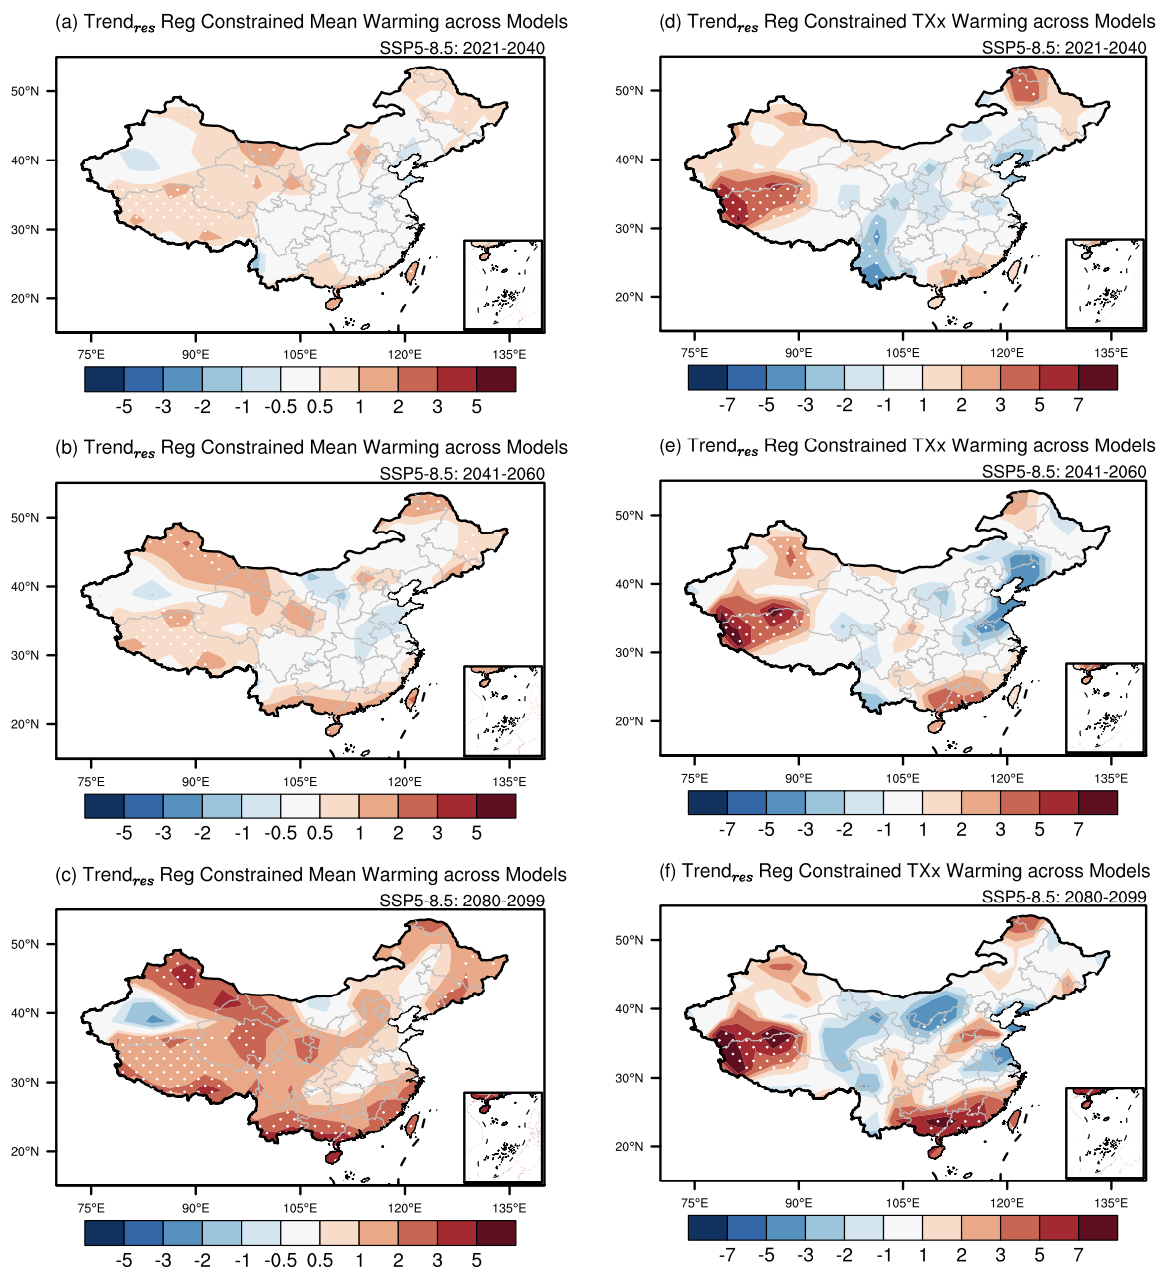 (a) Trendres Reg Constrained Mean Warming across Models
SSP5-8.5: 2021-2040
50°N
40°N
30°N
20°N
75°E 90°E 105°E 120°E 135°E
-5 -3 -2 -1 -0.5 0.5 1 2 3 5
(d) Trendres Reg Constrained TXx Warming across Models
SSP5-8.5: 2021-2040
50°N
40°N
30°N
20°N
75°E 90°E 105°E 120°E 135°E
-7 -5 -3 -2 -1 1 2 3 5 7
(b) Trendres Reg Constrained Mean Warming across Models
SSP5-8.5: 2041-2060
50°N
40°N
30°N
20°N
75°E 90°E 105°E 120°E 135°E
-5 -3 -2 -1 -0.5 0.5 1 2 3 5
(e) Trendres Reg Constrained TXx Warming across Models
SSP5-8.5: 2041-2060
50°N
40°N
30°N
20°N
75°E 90°E 105°E 120°E 135°E
-7 -5 -3 -2 -1 1 2 3 5 7
(c) Trendres Reg Constrained Mean Warming across Models
SSP5-8.5: 2080-2099
50°N
40°N
30°N
20°N
75°E 90°E 105°E 120°E 135°E
-5 -3 -2 -1 -0.5 0.5 1 2 3 5
(f) Trendres Reg Constrained TXx Warming across Models
SSP5-8.5: 2080-2099
50°N
40°N
30°N
20°N
75°E 90°E 105°E 120°E 135°E
-7 -5 -3 -2 -1 1 2 3 5 7